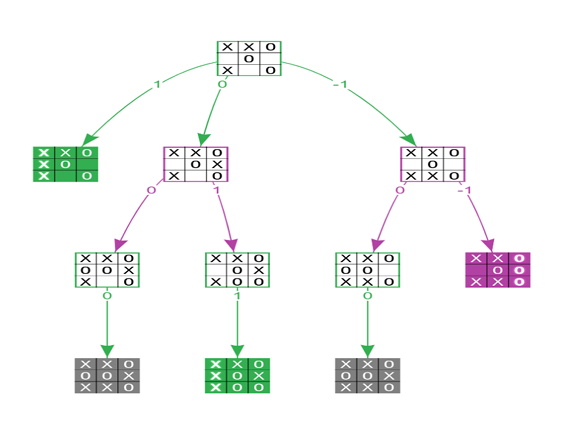 X X O
O
X O
1 0 -1
X X O
X O
X O
X X O
O X
X O
X X O
O
X X O
0 1 0 -1
X X O
O O X
X O
X X O
O X
X O O
X X O
O O
X X O
X X O
O O
X X O
0 1 0
X X O
O O X
X X O
X X O
X O X
X O O
X X O
O O X
X X O